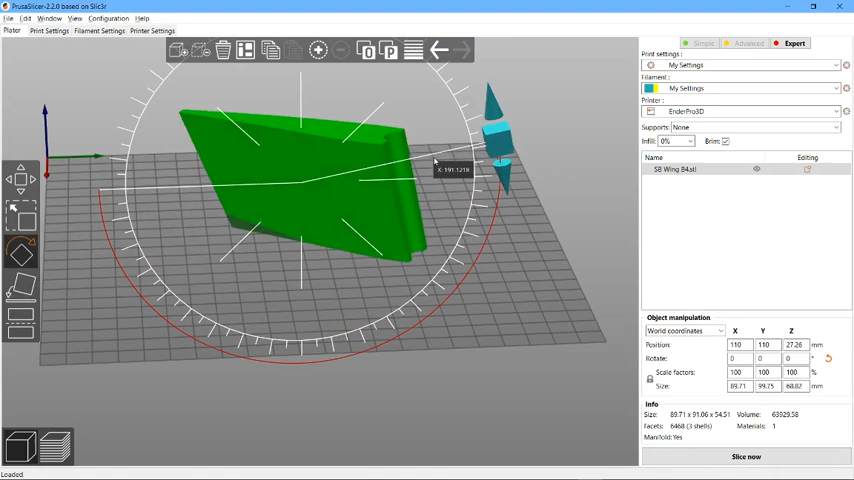 PrusaSlicer-2.2.0 based on Slic3r
File Edit Window View Configuration Help
Plater Print Settings Filament Settings Printer Settings
Simple Advanced Expert
Print settings:
My Settings
Filament:
My Settings
Printer:
EnderPro3D
Supports: None
Infill: 0% Brim:
Name Editing
SB Wing 84.stl
X: 191.1218
Object manipulation
World coordinates X Y Z
Position: 110 110 27.26 mm
Rotate: 0 0 0 °
Scale factors: 100 100 100 %
Size: 89.71 99.75 68.82 mm
Info
Size: 89.71 x 91.06 x 54.51 Volume: 63929.58
Facets: 6468 (3 shells) Materials: 1
Manifold: Yes
Slice now
Loaded